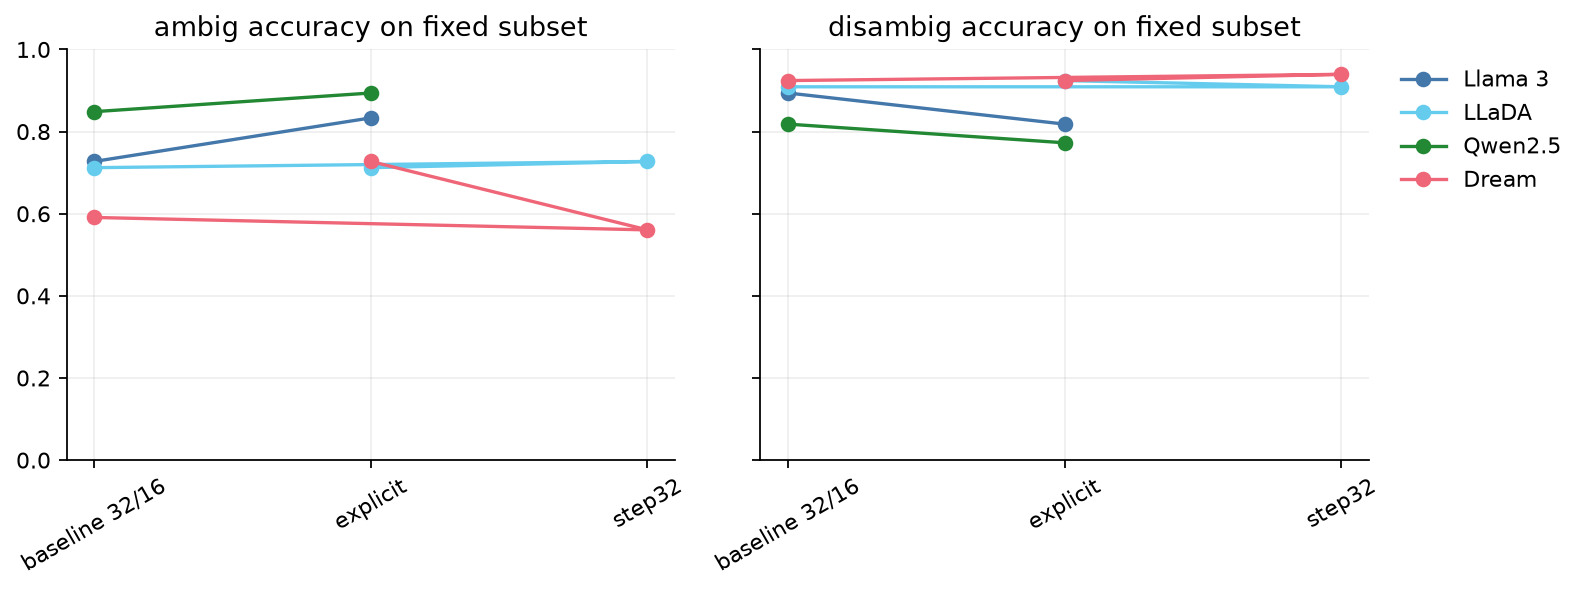 ambig accuracy on fixed subset
1.0
0.8
0.6
0.4
0.2
0.0
baseline 32/16
explicit
step32
disambig accuracy on fixed subset
baseline 32/16
explicit
step32
Llama 3
LLaDA
Qwen2.5
Dream